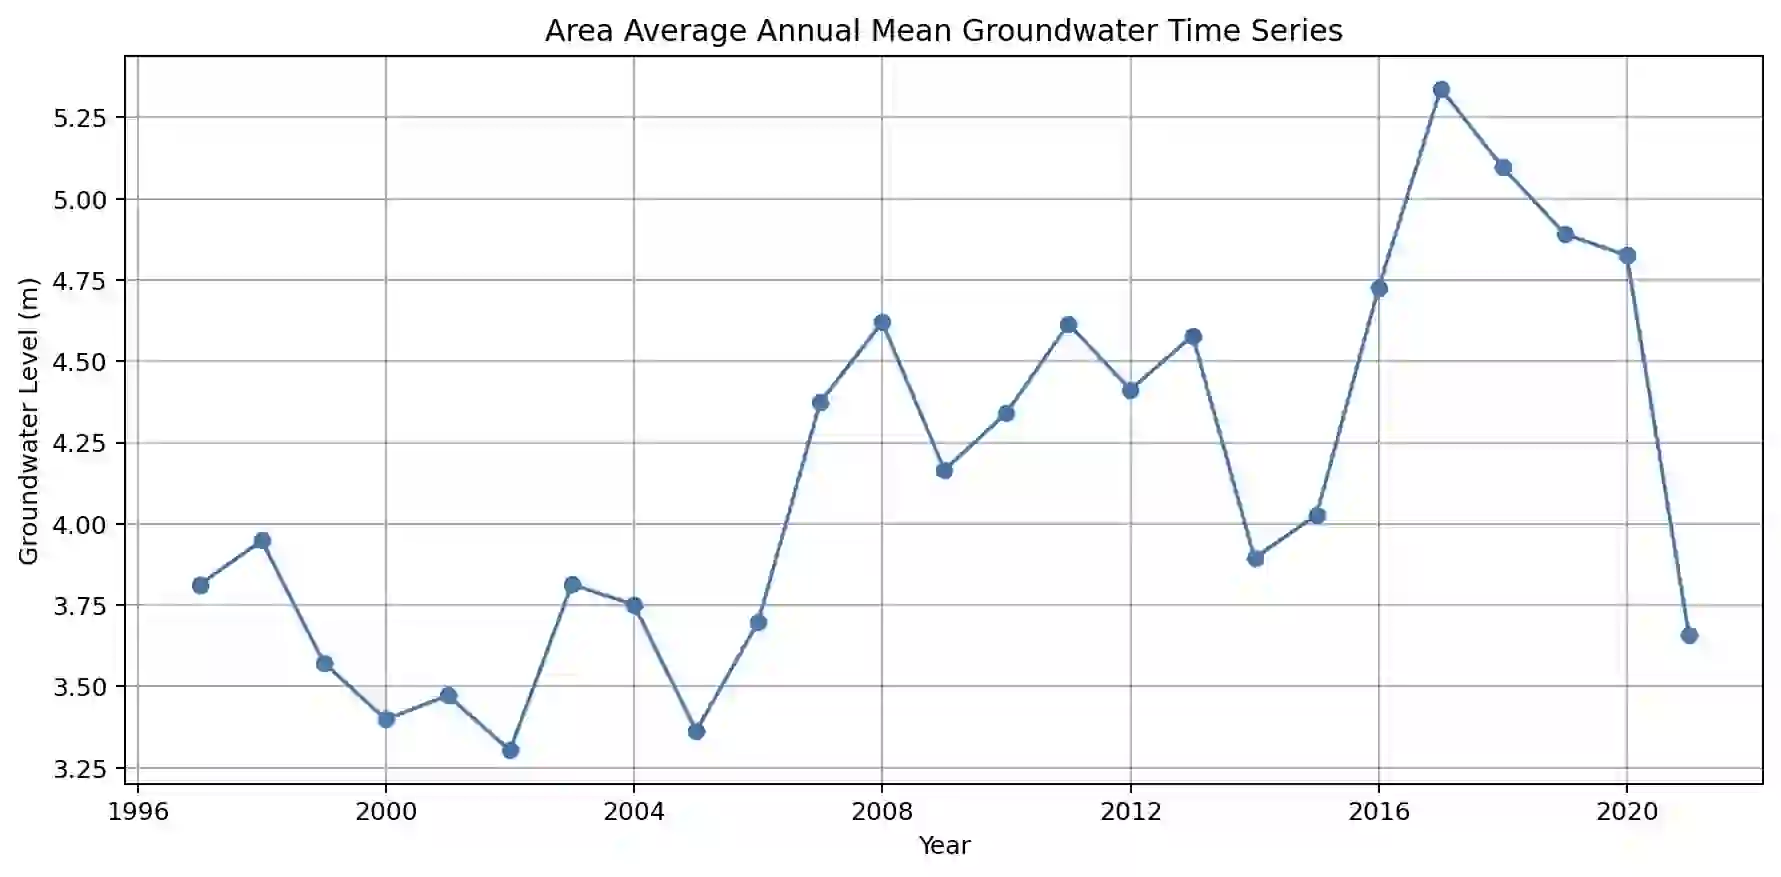 Area Average Annual Mean Groundwater Time Series
Groundwater Level (m)
5.25
5.00
4.75
4.50
4.25
4.00
3.75
3.50
3.25
1996 2000 2004 2008 2012 2016 2020
Year